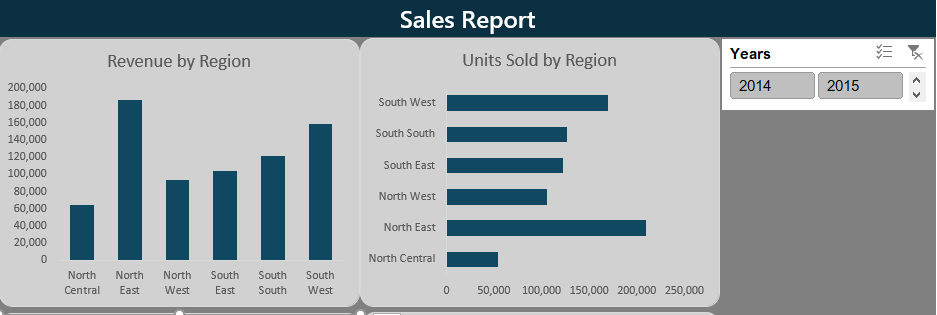 Sales Report
Revenue by Region
200,000
180,000
160,000
140,000
120,000
100,000
80,000
60,000
40,000
20,000
0
North Central
North East
North West
South East
South South
South West
Units Sold by Region
South West
South South
South East
North West
North East
North Central
0 50,000 100,000 150,000 200,000 250,000
Years
2014 2015